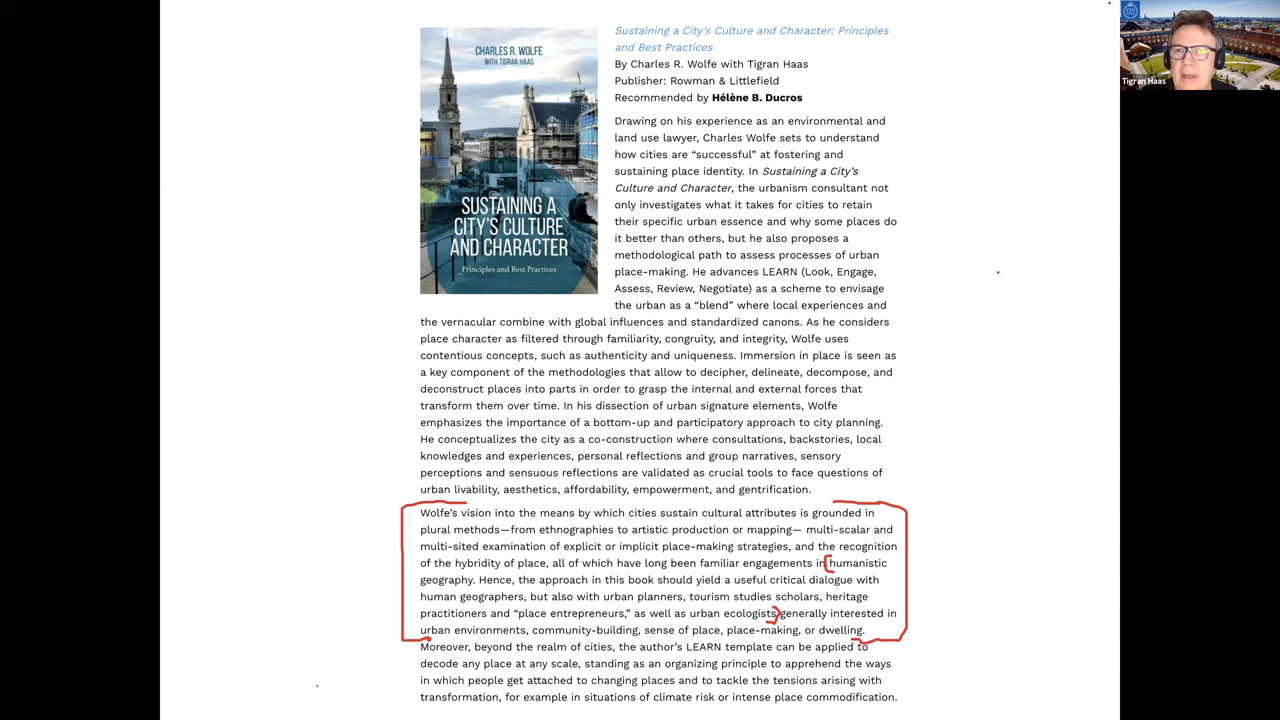 CHARLES R. WOLFE
WITH TIGRAN HAAS
SUSTAINING A
CITY'S CULTURE
AND CHARACTER
Principles and Best Practices
Sustaining a City's Culture and Character: Principles
and Best Practices
By Charles R. Wolfe with Tigran Haas
Publisher: Rowman & Littlefield
Recommended by Hélène B. Ducros
Drawing on his experience as an environmental and
land use lawyer, Charles Wolfe sets to understand
how cities are “successful” at fostering and
sustaining place identity. In Sustaining a City's
Culture and Character, the urbanism consultant not
only investigates what it takes for cities to retain
their specific urban essence and why some places do
it better than others, but he also proposes a
methodological path to assess processes of urban
place-making. He advances LEARN (Look, Engage,
Assess, Review, Negotiate) as a scheme to envisage
the urban as a “blend” where local experiences and
the vernacular combine with global influences and standardized canons. As he considers
place character as filtered through familiarity, congruity, and integrity, Wolfe uses
contentious concepts, such as authenticity and uniqueness. Immersion in place is seen as
a key component of the methodologies that allow to decipher, delineate, decompose, and
deconstruct places into parts in order to grasp the internal and external forces that
transform them over time. In his dissection of urban signature elements, Wolfe
emphasizes the importance of a bottom-up and participatory approach to city planning.
He conceptualizes the city as a co-construction where consultations, backstories, local
knowledges and experiences, personal reflections and group narratives, sensory
perceptions and sensuous reflections are validated as crucial tools to face questions of
urban livability, aesthetics, affordability, empowerment, and gentrification.
Wolfe's vision into the means by which cities sustain cultural attributes is grounded in
plural methods—from ethnographies to artistic production or mapping— multi-scalar and
multi-sited examination of explicit or implicit place-making strategies, and the recognition
of the hybridity of place, all of which have long been familiar engagements in humanistic
geography. Hence, the approach in this book should yield a useful critical dialogue with
human geographers, but also with urban planners, tourism studies scholars, heritage
practitioners and “place entrepreneurs,” as well as urban ecologists generally interested in
urban environments, community-building, sense of place, place-making, or dwelling.
Moreover, beyond the realm of cities, the author's LEARN template can be applied to
decode any place at any scale, standing as an organizing principle to apprehend the ways
in which people get attached to changing places and to tackle the tensions arising with
transformation, for example in situations of climate risk or intense place commodification.
KTH
Tigran Haas